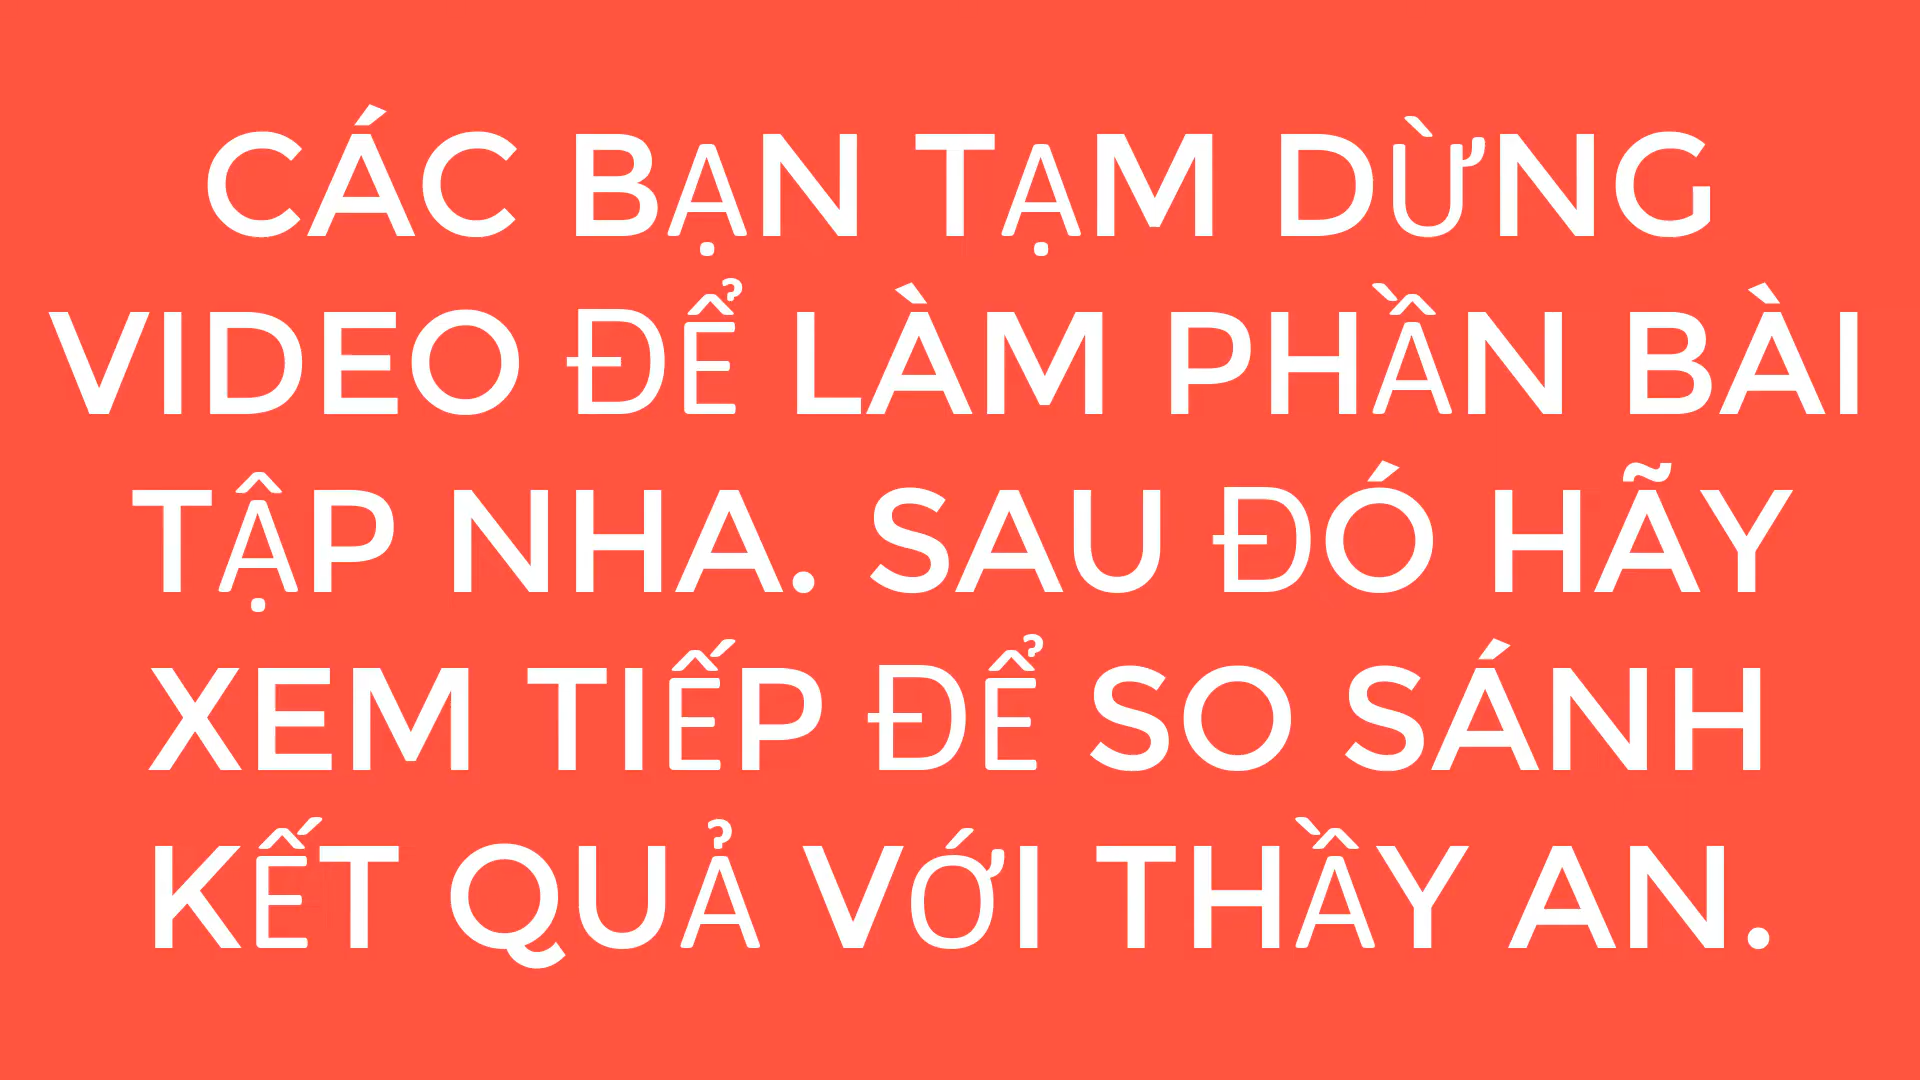 CÁC BẠN TẠM DỪNG
VIDEO ĐỂ LÀM PHẦN BÀI
TẬP NHA. SAU ĐÓ HÃY
XEM TIẾP ĐỂ SO SÁNH
KẾT QUẢ VỚI THẦY AN.